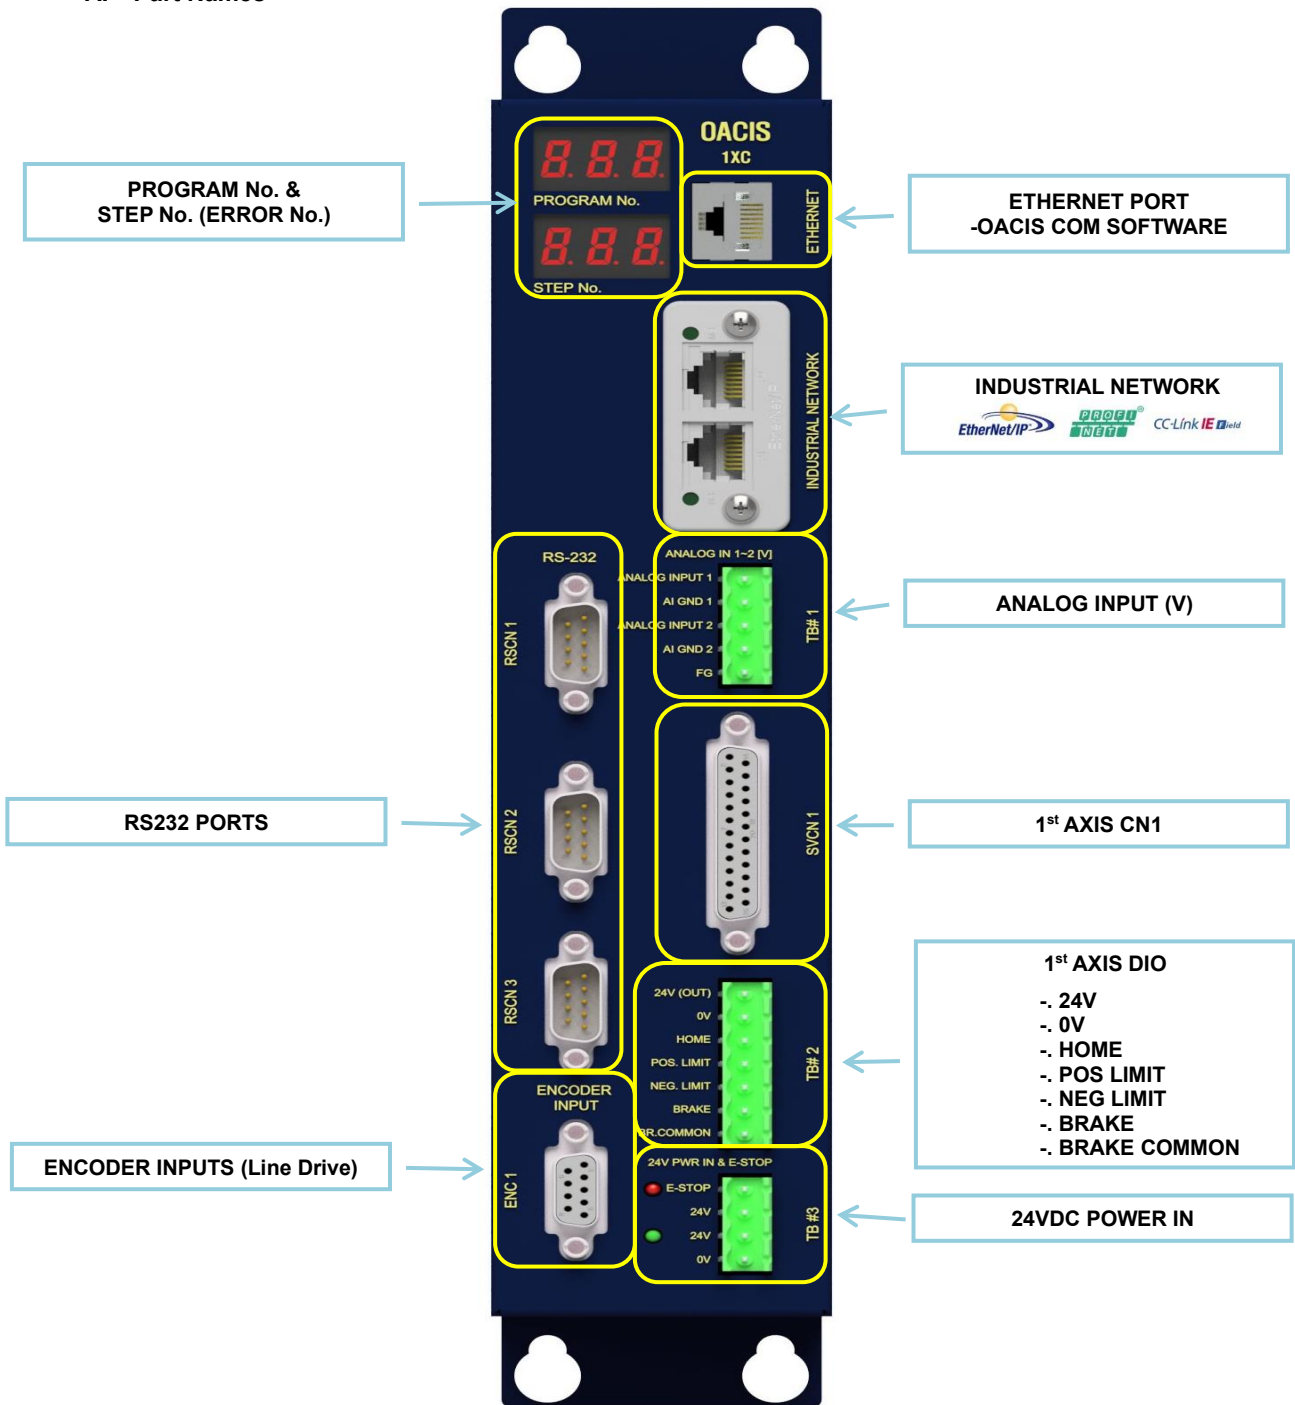 OACIS
1XC
PROGRAM No.
STEP No.
ETHERNET
PROGRAM No. &
STEP No. (ERROR No.)
ETHERNET PORT
-OACIS COM SOFTWARE
INDUSTRIAL NETWORK
INDUSTRIAL NETWORK
EtherNet/IP
PROFI
NET
CC-Link IE Field
RS-232
RSCN 1
RSCN 2
RSCN 3
RS232 PORTS
ANALOG IN 1~2 [V]
ANALOG INPUT 1
AI GND 1
ANALOG INPUT 2
AI GND 2
FG
TB# 1
ANALOG INPUT (V)
SVCN 1
1st AXIS CN1
24V (OUT)
0V
HOME
POS. LIMIT
NEG. LIMIT
BRAKE
BR.COMMON
TB# 2
1st AXIS DIO
-. 24V
-. 0V
-. HOME
-. POS LIMIT
-. NEG LIMIT
-. BRAKE
-. BRAKE COMMON
ENCODER
INPUT
ENC 1
ENCODER INPUTS (Line Drive)
24V PWR IN & E-STOP
E-STOP
24V
24V
0V
TB #3
24VDC POWER IN